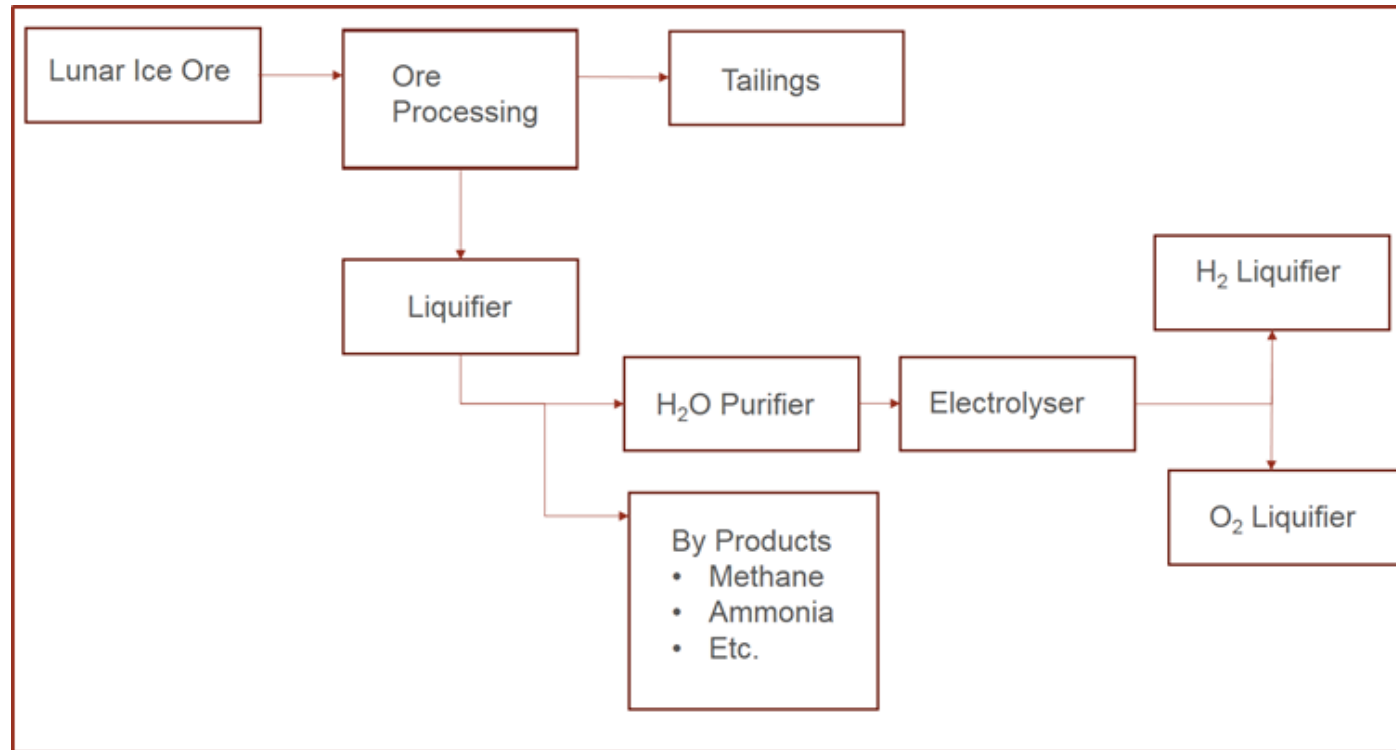 Lunar Ice Ore
Ore
Processing
Tailings
Liquifier
H₂ Liquifier
H₂O Purifier
Electrolyser
O₂ Liquifier
By Products
• Methane
• Ammonia
• Etc.